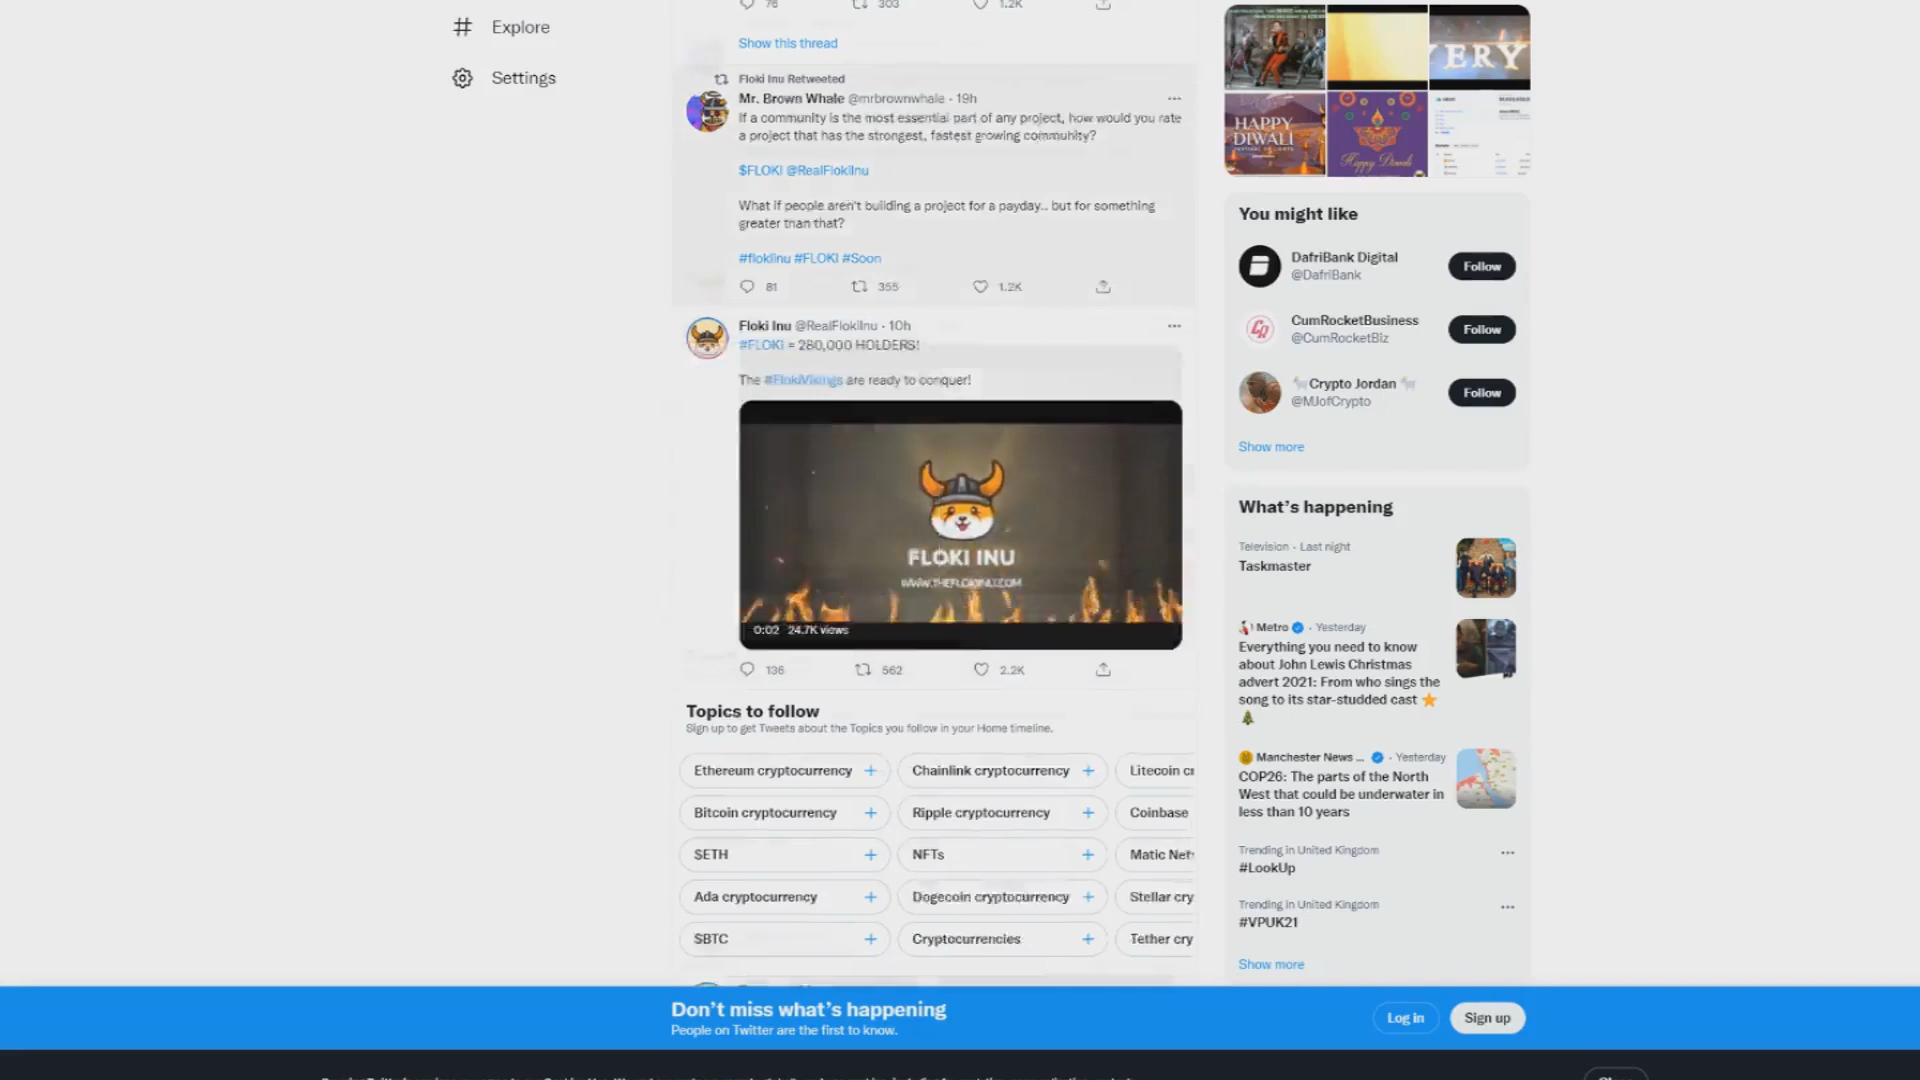 Explore
Settings
76 303 1.2K
Show this thread
Floki Inu Retweeted
Mr. Brown Whale @mrbrownwhale · 19h
If a community is the most essential part of any project, how would you rate
a project that has the strongest, fastest growing community?
$FLOKI @RealFlokiInu
What if people aren't building a project for a payday.. but for something
greater than that?
#flokiinu #FLOKI #Soon
81 355 1.2K
Floki Inu @RealFlokiInu · 10h
#FLOKI = 280,000 HOLDERS!
The #FlokiVikings are ready to conquer!
FLOKI INU
WWW.THEFLOKIINU.COM
0:02 24.7K views
136 562 2.2K
Topics to follow
Sign up to get Tweets about the Topics you follow in your Home timeline.
Ethereum cryptocurrency
Chainlink cryptocurrency
Litecoin cr
Bitcoin cryptocurrency
Ripple cryptocurrency
Coinbase
$ETH
NFTs
Matic Net
Ada cryptocurrency
Dogecoin cryptocurrency
Stellar cry
$BTC
Cryptocurrencies
Tether cry
ERY
HAPPY
DIWALI
Happy Diwali
You might like
DafriBank Digital
@DafriBank
Follow
CumRocketBusiness
@CumRocketBiz
Follow
Crypto Jordan
@MJofCrypto
Follow
Show more
What's happening
Television · Last night
Taskmaster
Metro · Yesterday
Everything you need to know
about John Lewis Christmas
advert 2021: From who sings the
song to its star-studded cast
Manchester News ... · Yesterday
COP26: The parts of the North
West that could be underwater in
less than 10 years
Trending in United Kingdom
#LookUp
Trending in United Kingdom
#VPUK21
Show more
Don't miss what's happening
People on Twitter are the first to know.
Log in
Sign up